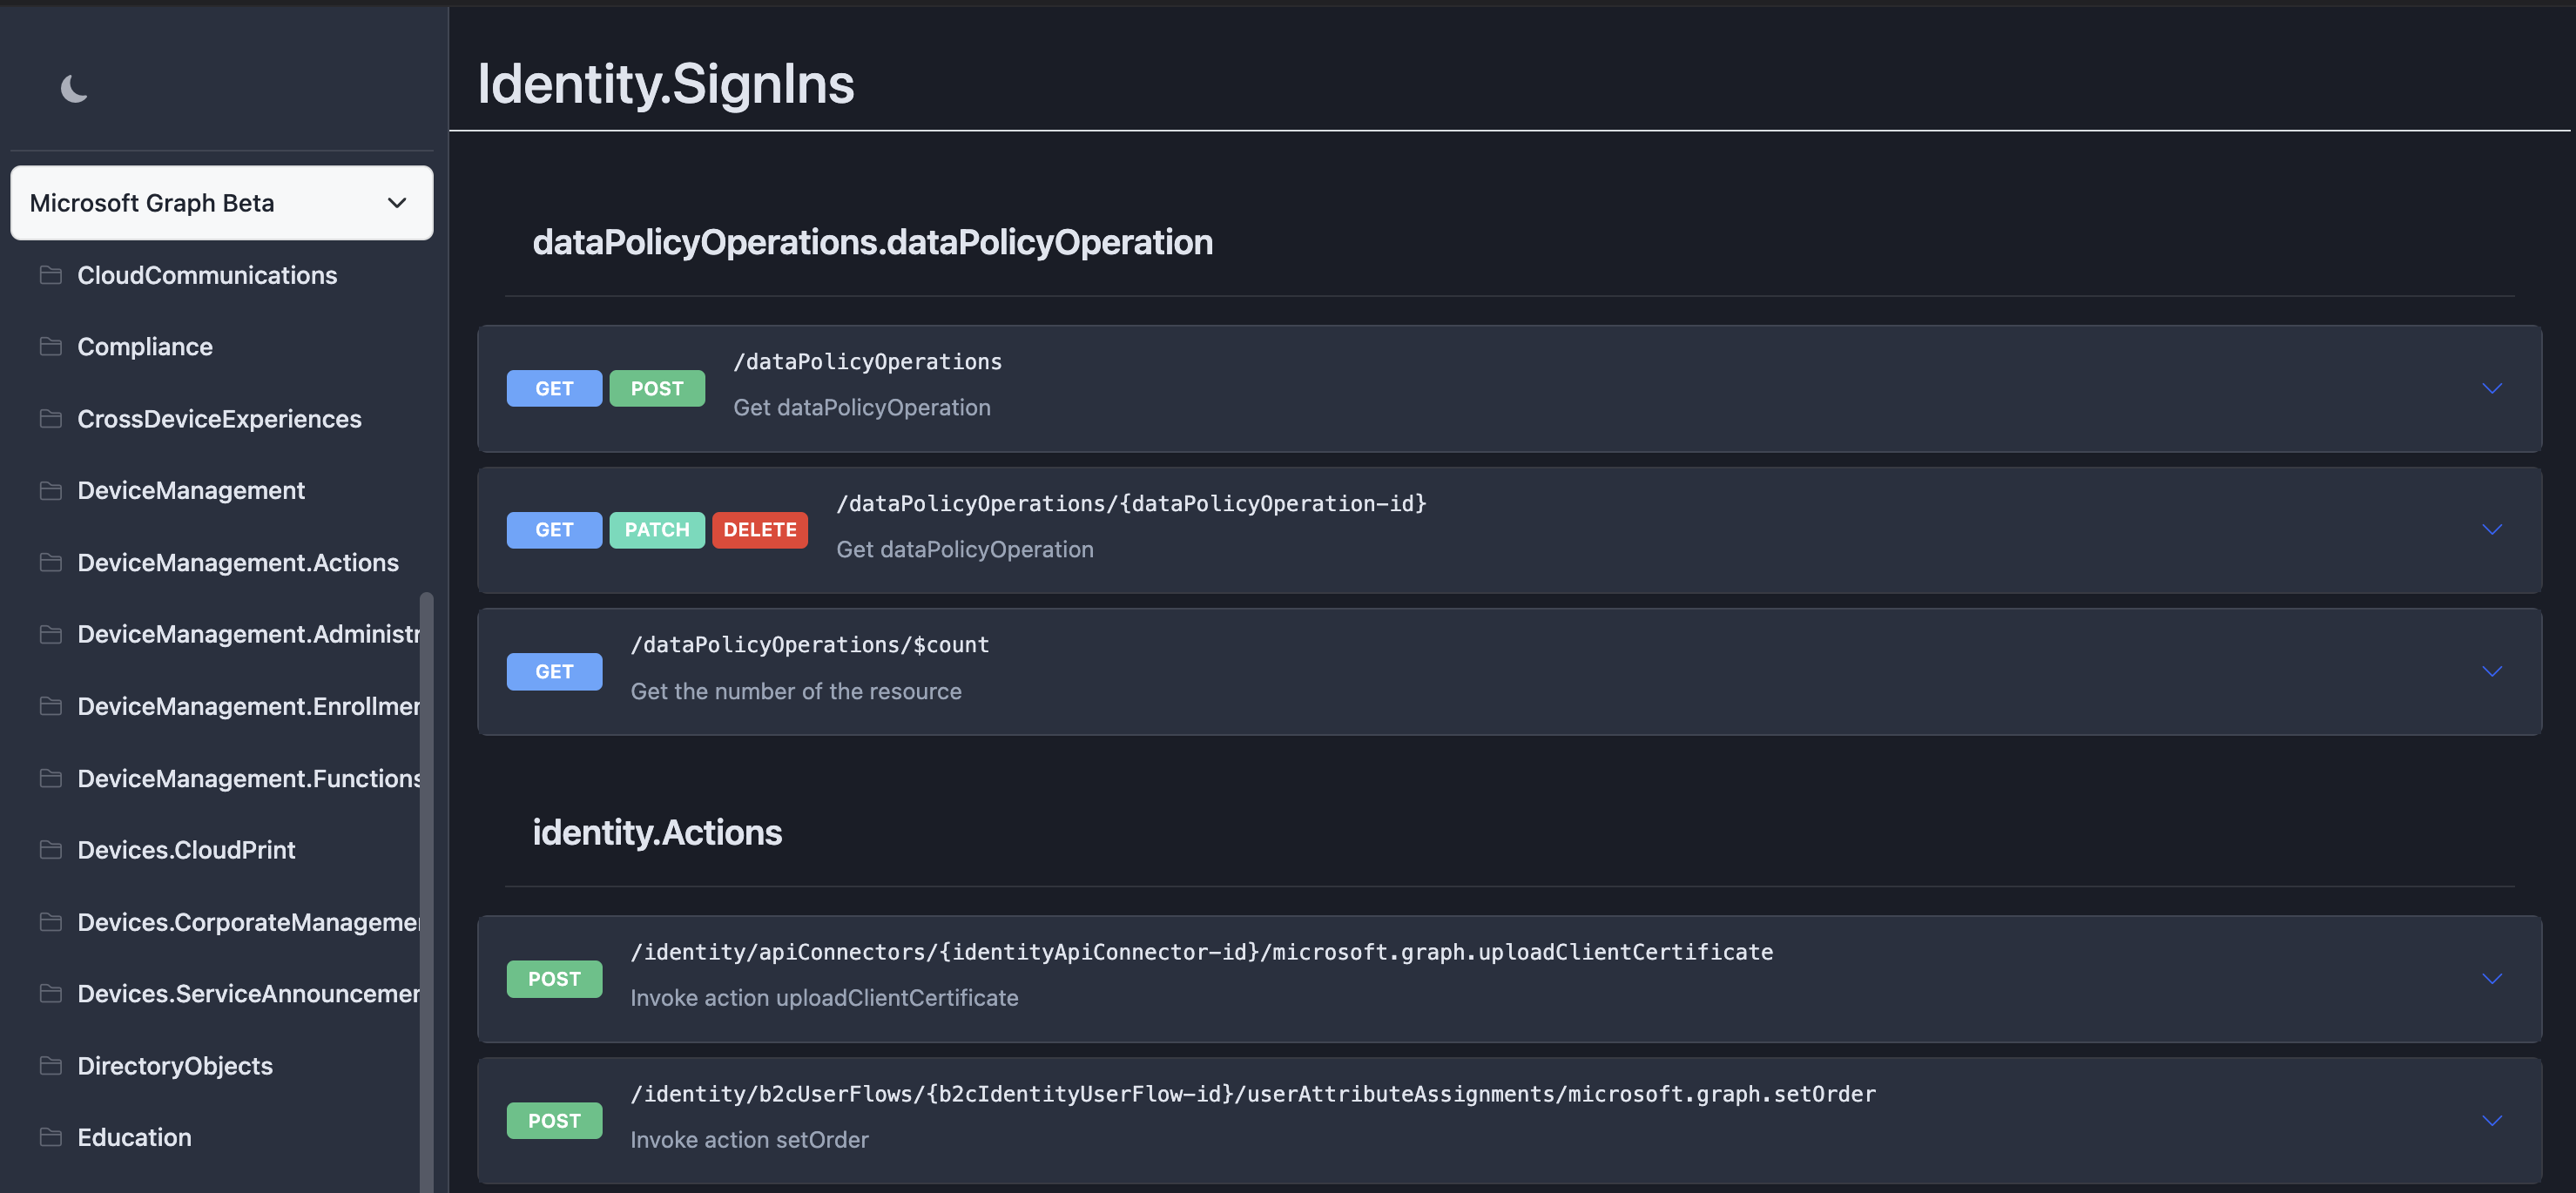 Microsoft Graph Beta
CloudCommunications
Compliance
CrossDeviceExperiences
DeviceManagement
DeviceManagement.Actions
DeviceManagement.Administr
DeviceManagement.Enrollmen
DeviceManagement.Functions
Devices.CloudPrint
Devices.CorporateManagemen
Devices.ServiceAnnouncemen
DirectoryObjects
Education
Identity.SignIns
dataPolicyOperations.dataPolicyOperation
GET POST /dataPolicyOperations
Get dataPolicyOperation
GET PATCH DELETE /dataPolicyOperations/{dataPolicyOperation-id}
Get dataPolicyOperation
GET /dataPolicyOperations/$count
Get the number of the resource
identity.Actions
POST /identity/apiConnectors/{identityApiConnector-id}/microsoft.graph.uploadClientCertificate
Invoke action uploadClientCertificate
POST /identity/b2cUserFlows/{b2cIdentityUserFlow-id}/userAttributeAssignments/microsoft.graph.setOrder
Invoke action setOrder